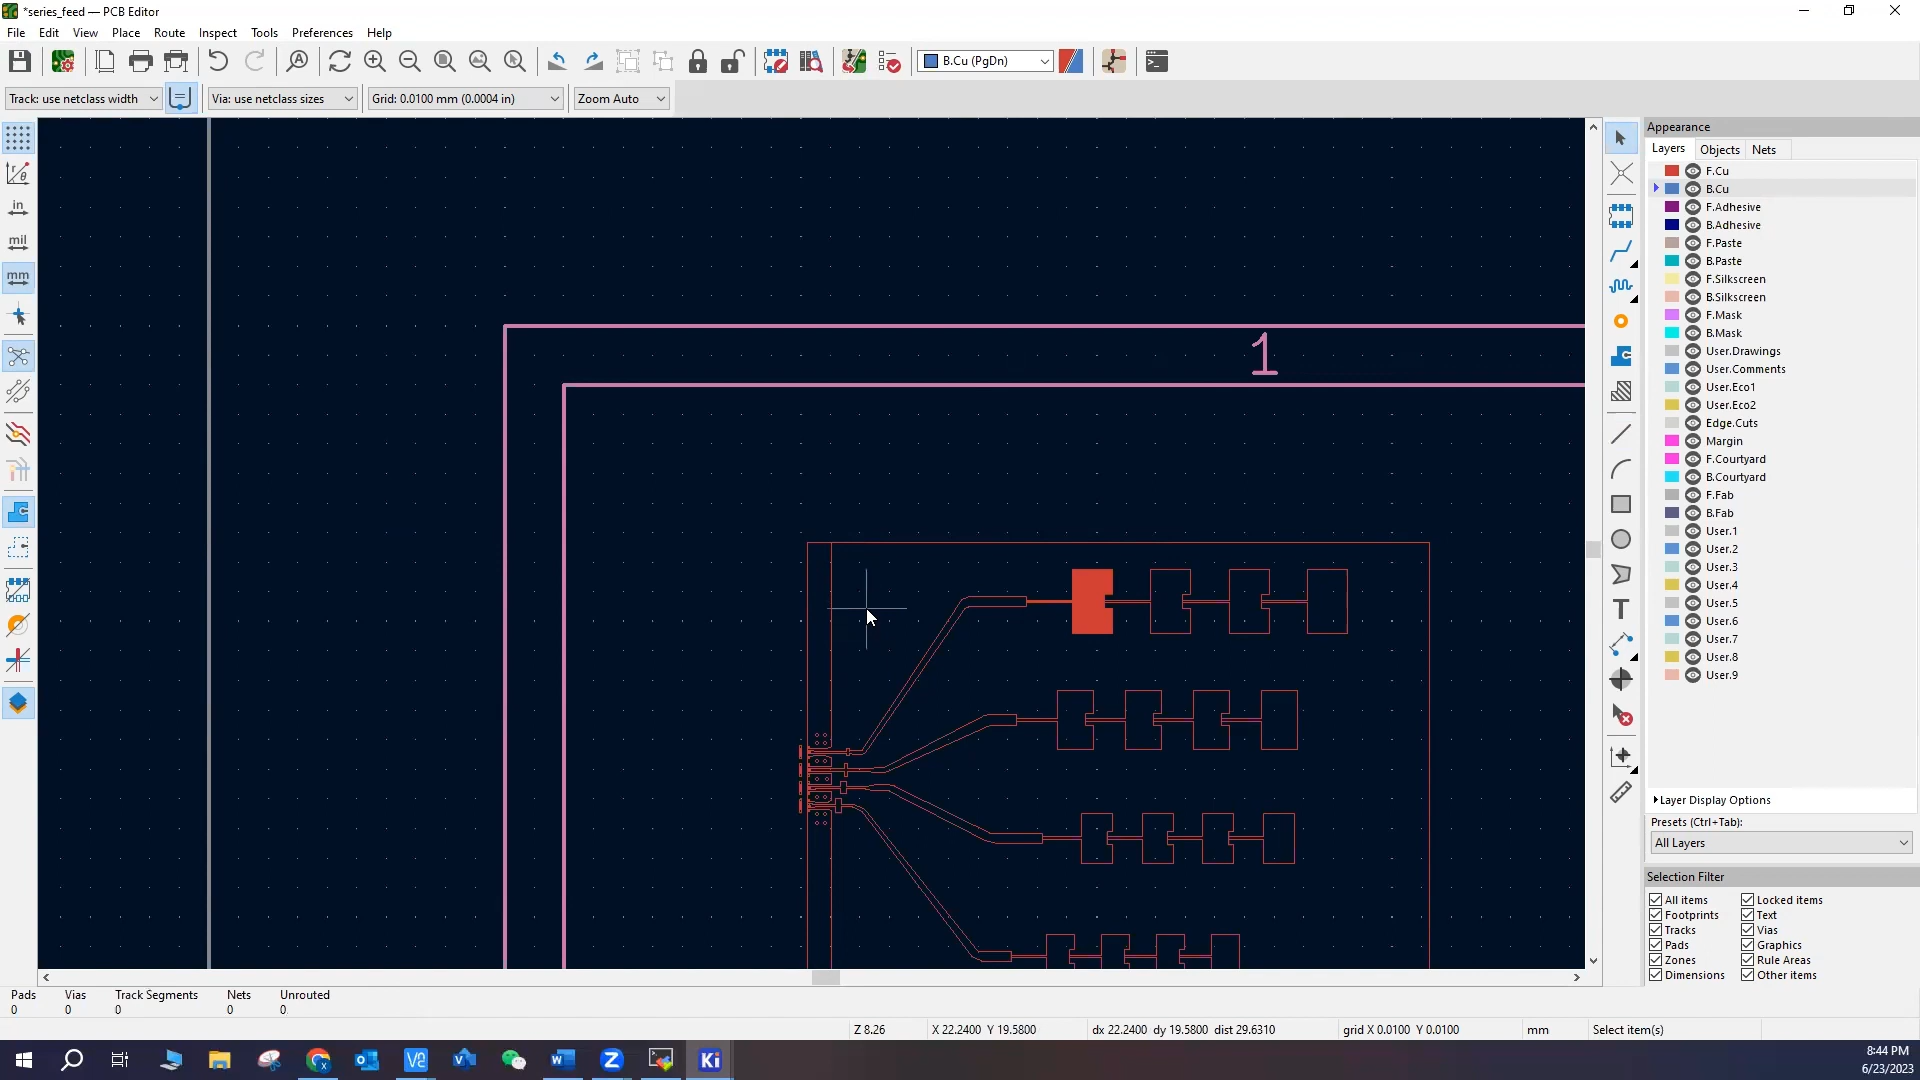 *series_feed — PCB Editor
File Edit View Place Route Inspect Tools Preferences Help
B.Cu (PgDn)
Track: use netclass width Via: use netclass sizes Grid: 0.0100 mm (0.0004 in) Zoom Auto
in
mil
mm
1
Appearance
Layers Objects Nets
F.Cu
B.Cu
F.Adhesive
B.Adhesive
F.Paste
B.Paste
F.Silkscreen
B.Silkscreen
F.Mask
B.Mask
User.Drawings
User.Comments
User.Eco1
User.Eco2
Edge.Cuts
Margin
F.Courtyard
B.Courtyard
F.Fab
B.Fab
User.1
User.2
User.3
User.4
User.5
User.6
User.7
User.8
User.9
Layer Display Options
Presets (Ctrl+Tab):
All Layers
Selection Filter
All items Locked items
Footprints Text
Tracks Vias
Pads Graphics
Zones Rule Areas
Dimensions Other items
Pads Vias Track Segments Nets Unrouted
0 0 0 0 0
Z 8.26 X 22.2400 Y 19.5800 dx 22.2400 dy 19.5800 dist 29.6310 grid X 0.0100 Y 0.0100 mm Select item(s)
Ki
8:44 PM
6/23/2023